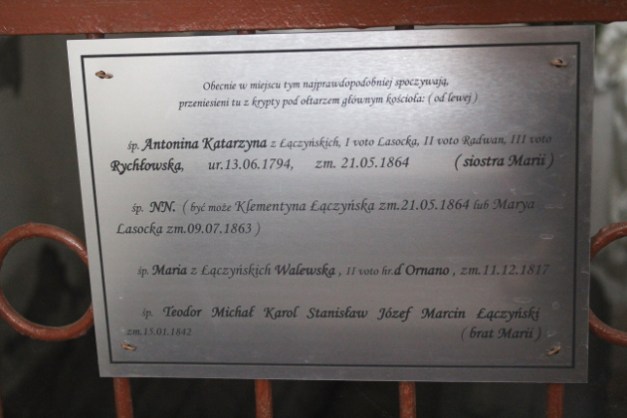 Obecnie w miejscu tym najprawdopodobniej spoczywają,
przeniesieni tu z krypty pod ołtarzem głównym kościoła: ( od lewej )
śp. Antonina Katarzyna z Łączyńskich, I voto Lasocka, II voto Radwan, III voto
Rychłowska, ur.13.06.1794, zm. 21.05.1864 ( siostra Marii )
śp. NN. ( być może Klementyna Łączyńska zm.21.05.1864 lub Marya
Lasocka zm.09.07.1863 )
śp. Maria z Łączyńskich Walewska , II voto hr.d Ornano , zm.11.12.1817
śp. Teodor Michał Karol Stanisław Józef Marcin Łączyński
zm.15.01.1842 ( brat Marii )